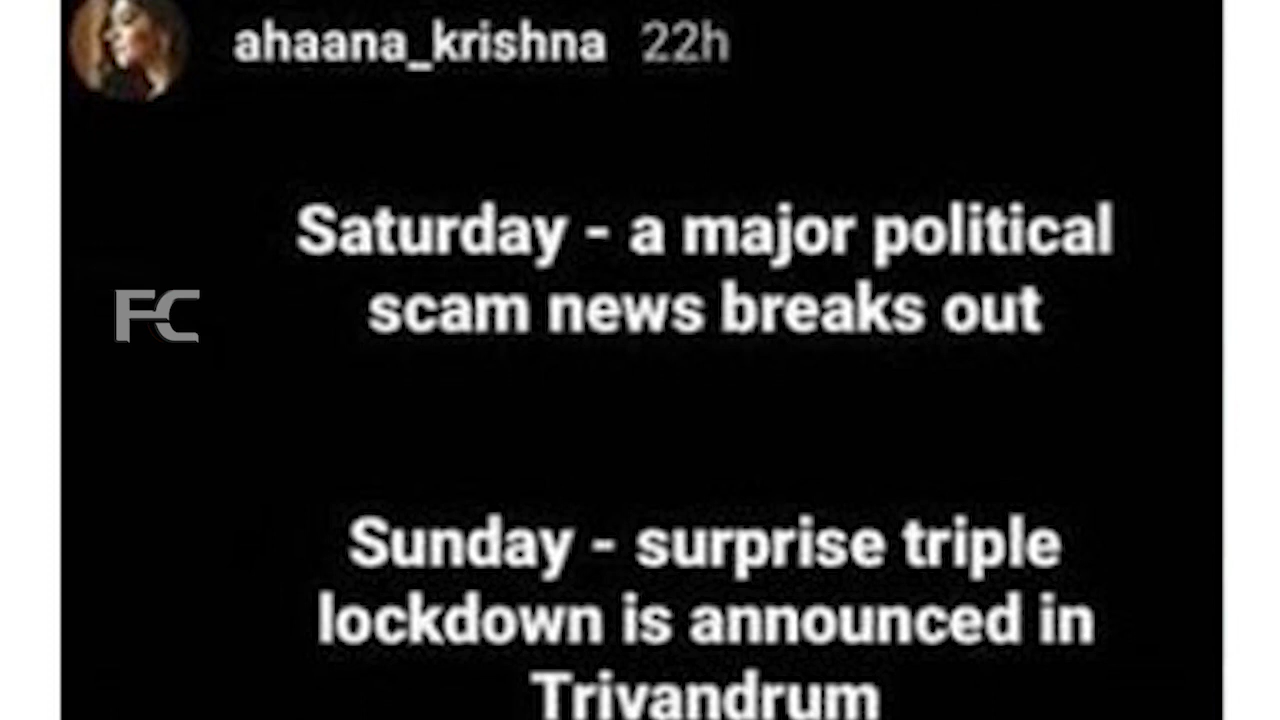 ahaana_krishna 22h
Saturday - a major political
scam news breaks out
FC
Sunday - surprise triple
lockdown is announced in
Trivandrum